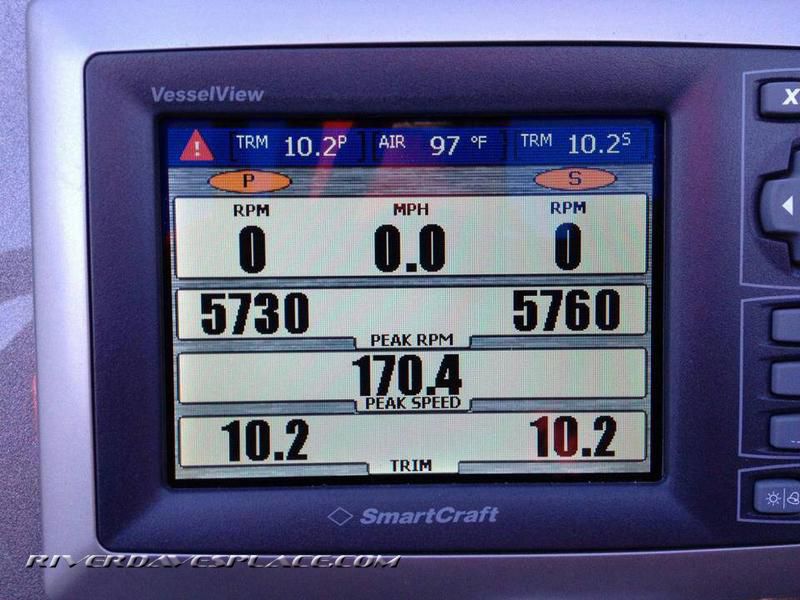 VesselView
TRM 10.2P AIR 97 °F TRM 10.2S
P S
RPM MPH RPM
0 0.0 0
5730 5760
PEAK RPM
170.4
PEAK SPEED
10.2 10.2
TRIM
SmartCraft
X
RIVERDAVESPLACE.COM